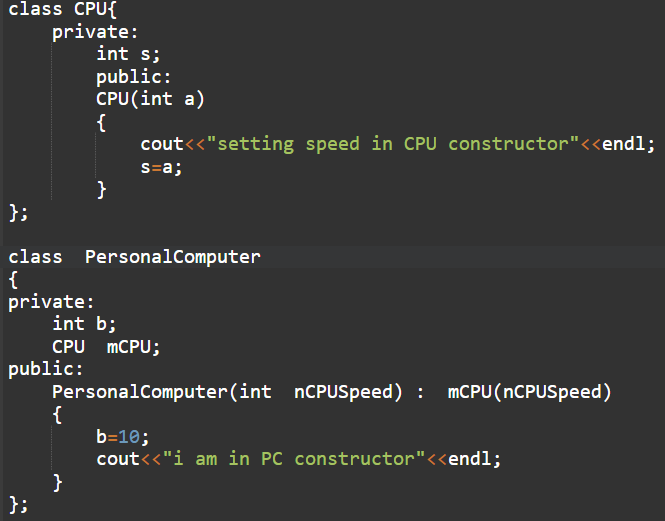 class CPU{
    private:
        int s;
        public:
        CPU(int a)
        {
            cout<<"setting speed in CPU constructor"<<endl;
            s=a;
        }
};
class  PersonalComputer
{
private:
    int b;
    CPU  mCPU;
public:
    PersonalComputer(int  nCPUSpeed) :  mCPU(nCPUSpeed)
    {
        b=10;
        cout<<"i am in PC constructor"<<endl;
    }
};